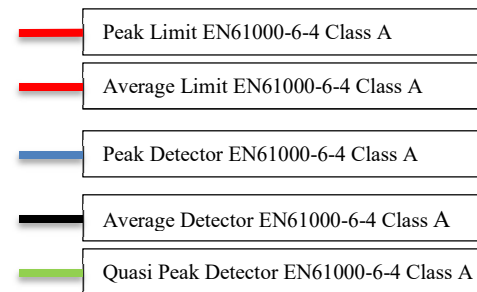 Peak Limit EN61000-6-4 Class A
Average Limit EN61000-6-4 Class A
Peak Detector EN61000-6-4 Class A
Average Detector EN61000-6-4 Class A
Quasi Peak Detector EN61000-6-4 Class A